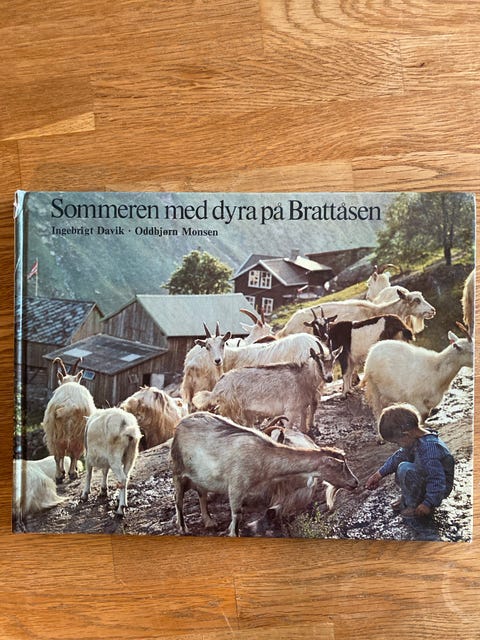 Sommeren med dyra på Brattåsen
Ingebrigt Davik · Oddbjørn Monsen